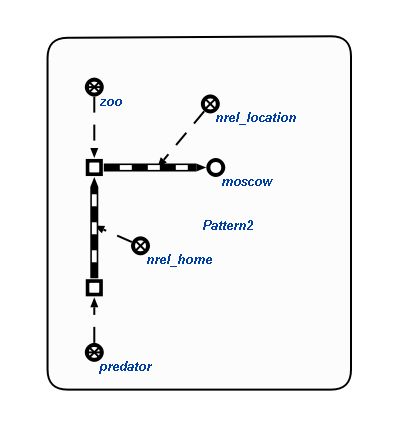 zoo
nrel_location
moscow
Pattern2
nrel_home
predator